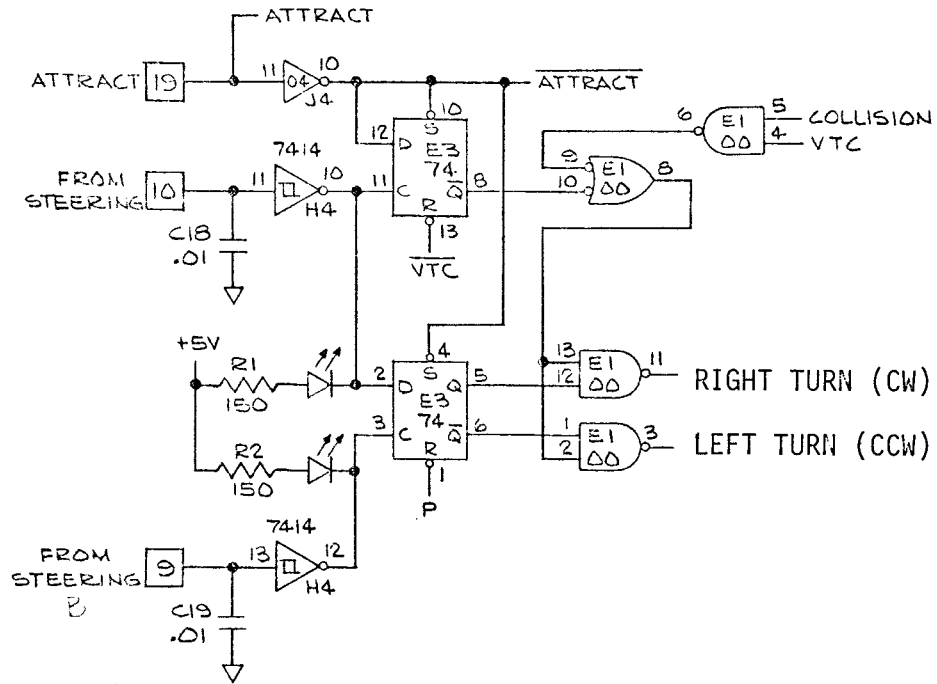 ATTRACT
ATTRACT 19
11 04 10
J4
ATTRACT
10
12 D S
E3
74
7414
FROM
STEERING
10
11 10
H4
11 C Q 8
R
13
VTC
C18
.01
6 E1 00 5 COLLISION
4 VTC
9
10 E1 00 8
+5V
R1
150
R2
150
4
2 D S Q 5
E3
74
3 C Q 6
R
1
P
13
12 E1 00 11 RIGHT TURN (CW)
1
2 E1 00 3 LEFT TURN (CCW)
7414
FROM
STEERING
B
9
13 12
H4
C19
.01